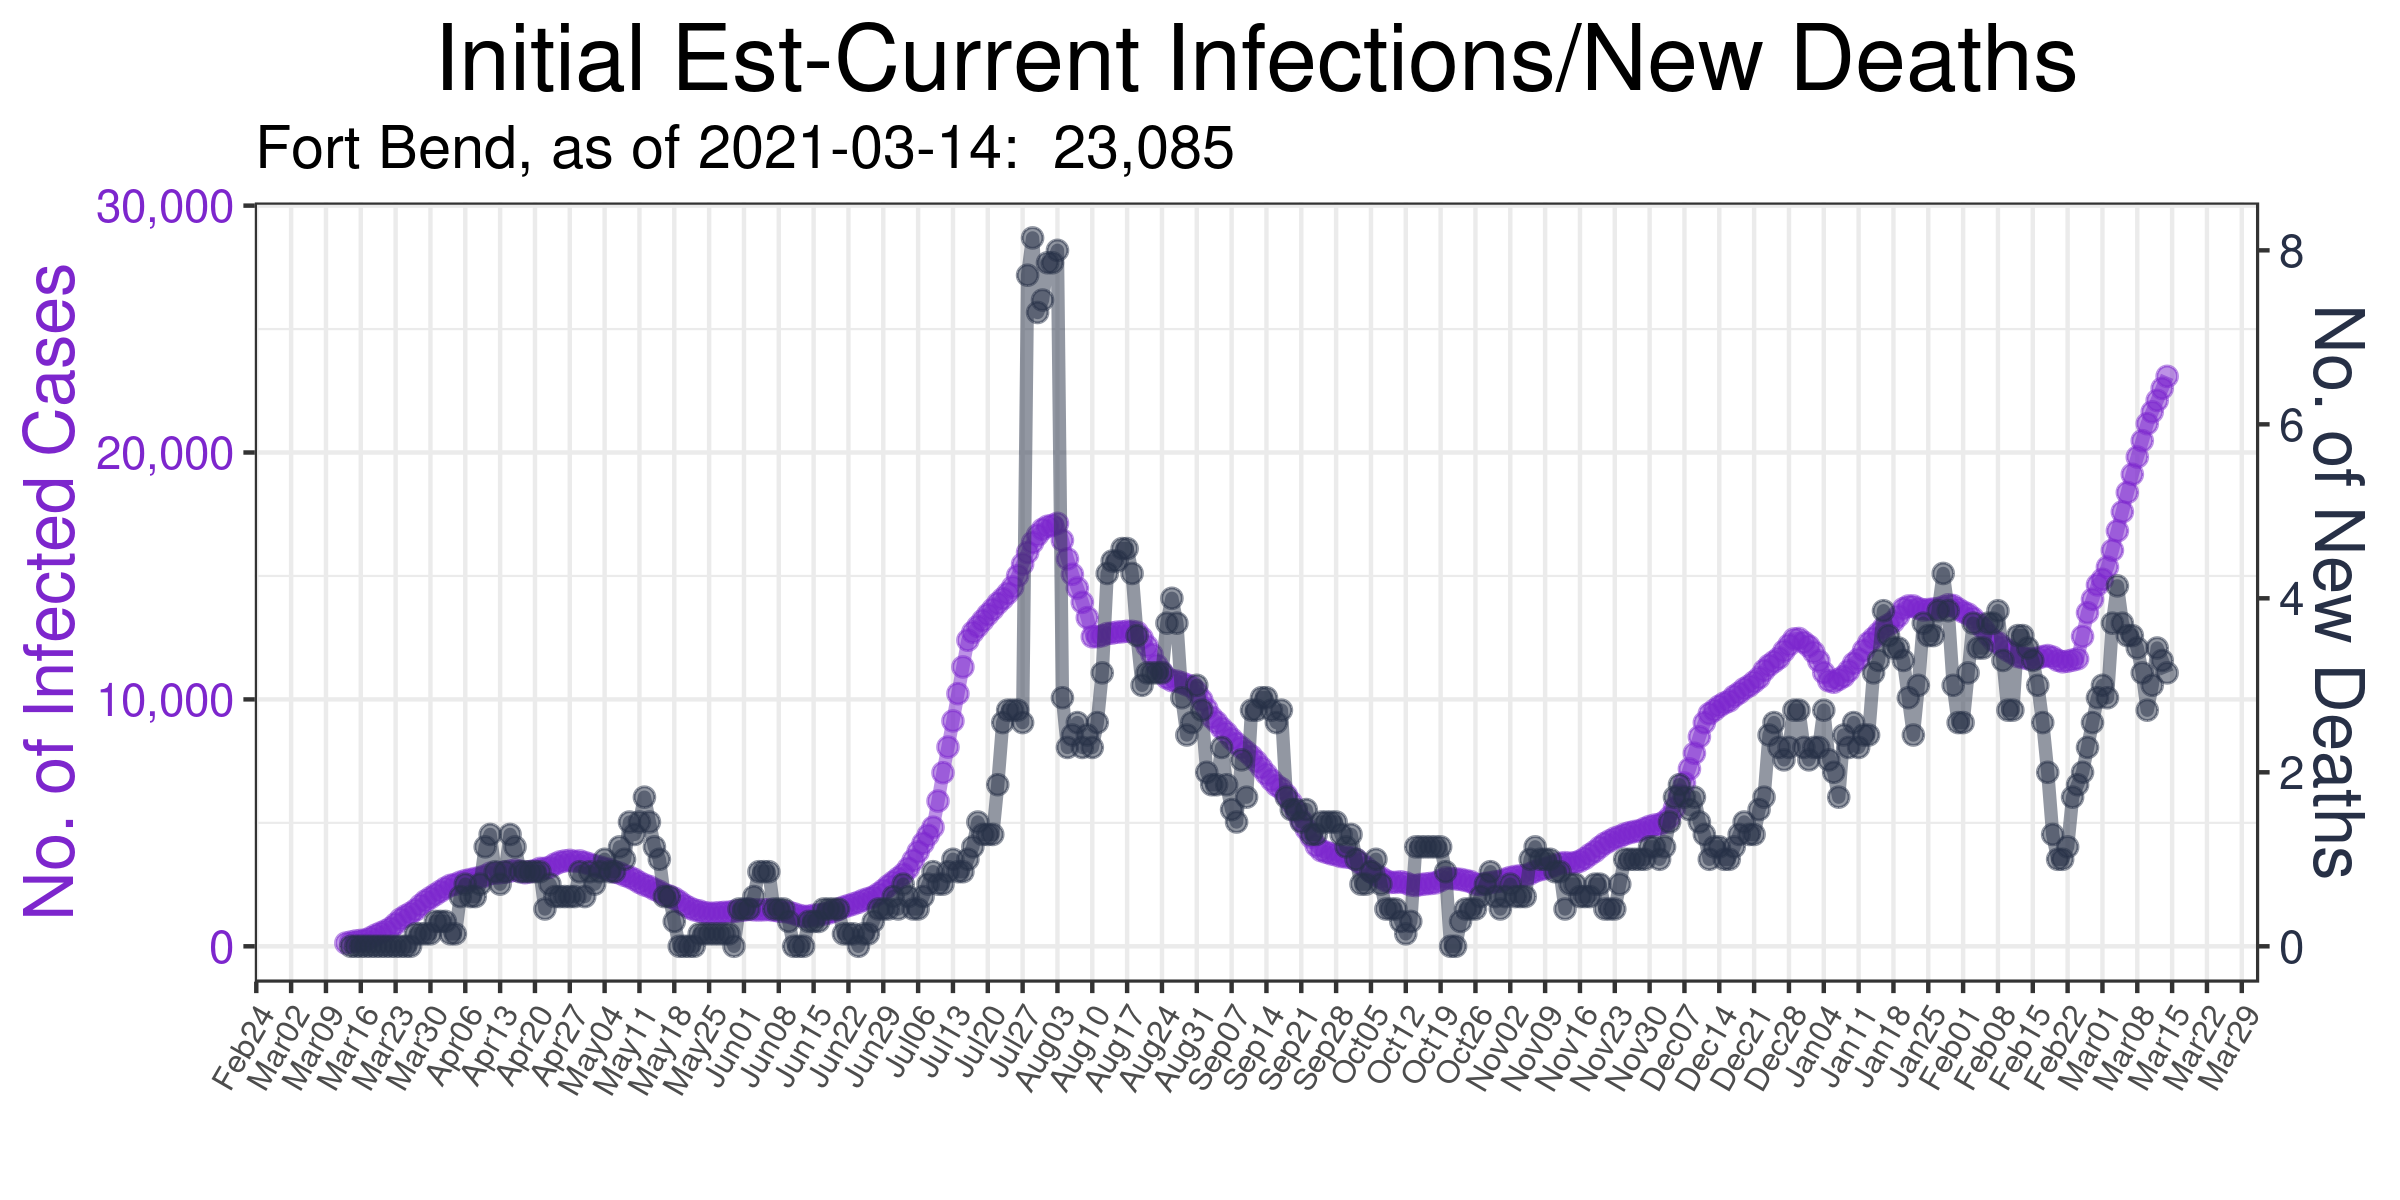 Initial Est-Current Infections/New Deaths
Fort Bend, as of 2021-03-14:  23,085
No. of Infected Cases
30,000
20,000
10,000
0
8
6
4
2
0
No. of New Deaths
Feb24
Mar02
Mar09
Mar16
Mar23
Mar30
Apr06
Apr13
Apr20
Apr27
May04
May11
May18
May25
Jun01
Jun08
Jun15
Jun22
Jun29
Jul06
Jul13
Jul20
Jul27
Aug03
Aug10
Aug17
Aug24
Aug31
Sep07
Sep14
Sep21
Sep28
Oct05
Oct12
Oct19
Oct26
Nov02
Nov09
Nov16
Nov23
Nov30
Dec07
Dec14
Dec21
Dec28
Jan04
Jan11
Jan18
Jan25
Feb01
Feb08
Feb15
Feb22
Mar01
Mar08
Mar15
Mar22
Mar29